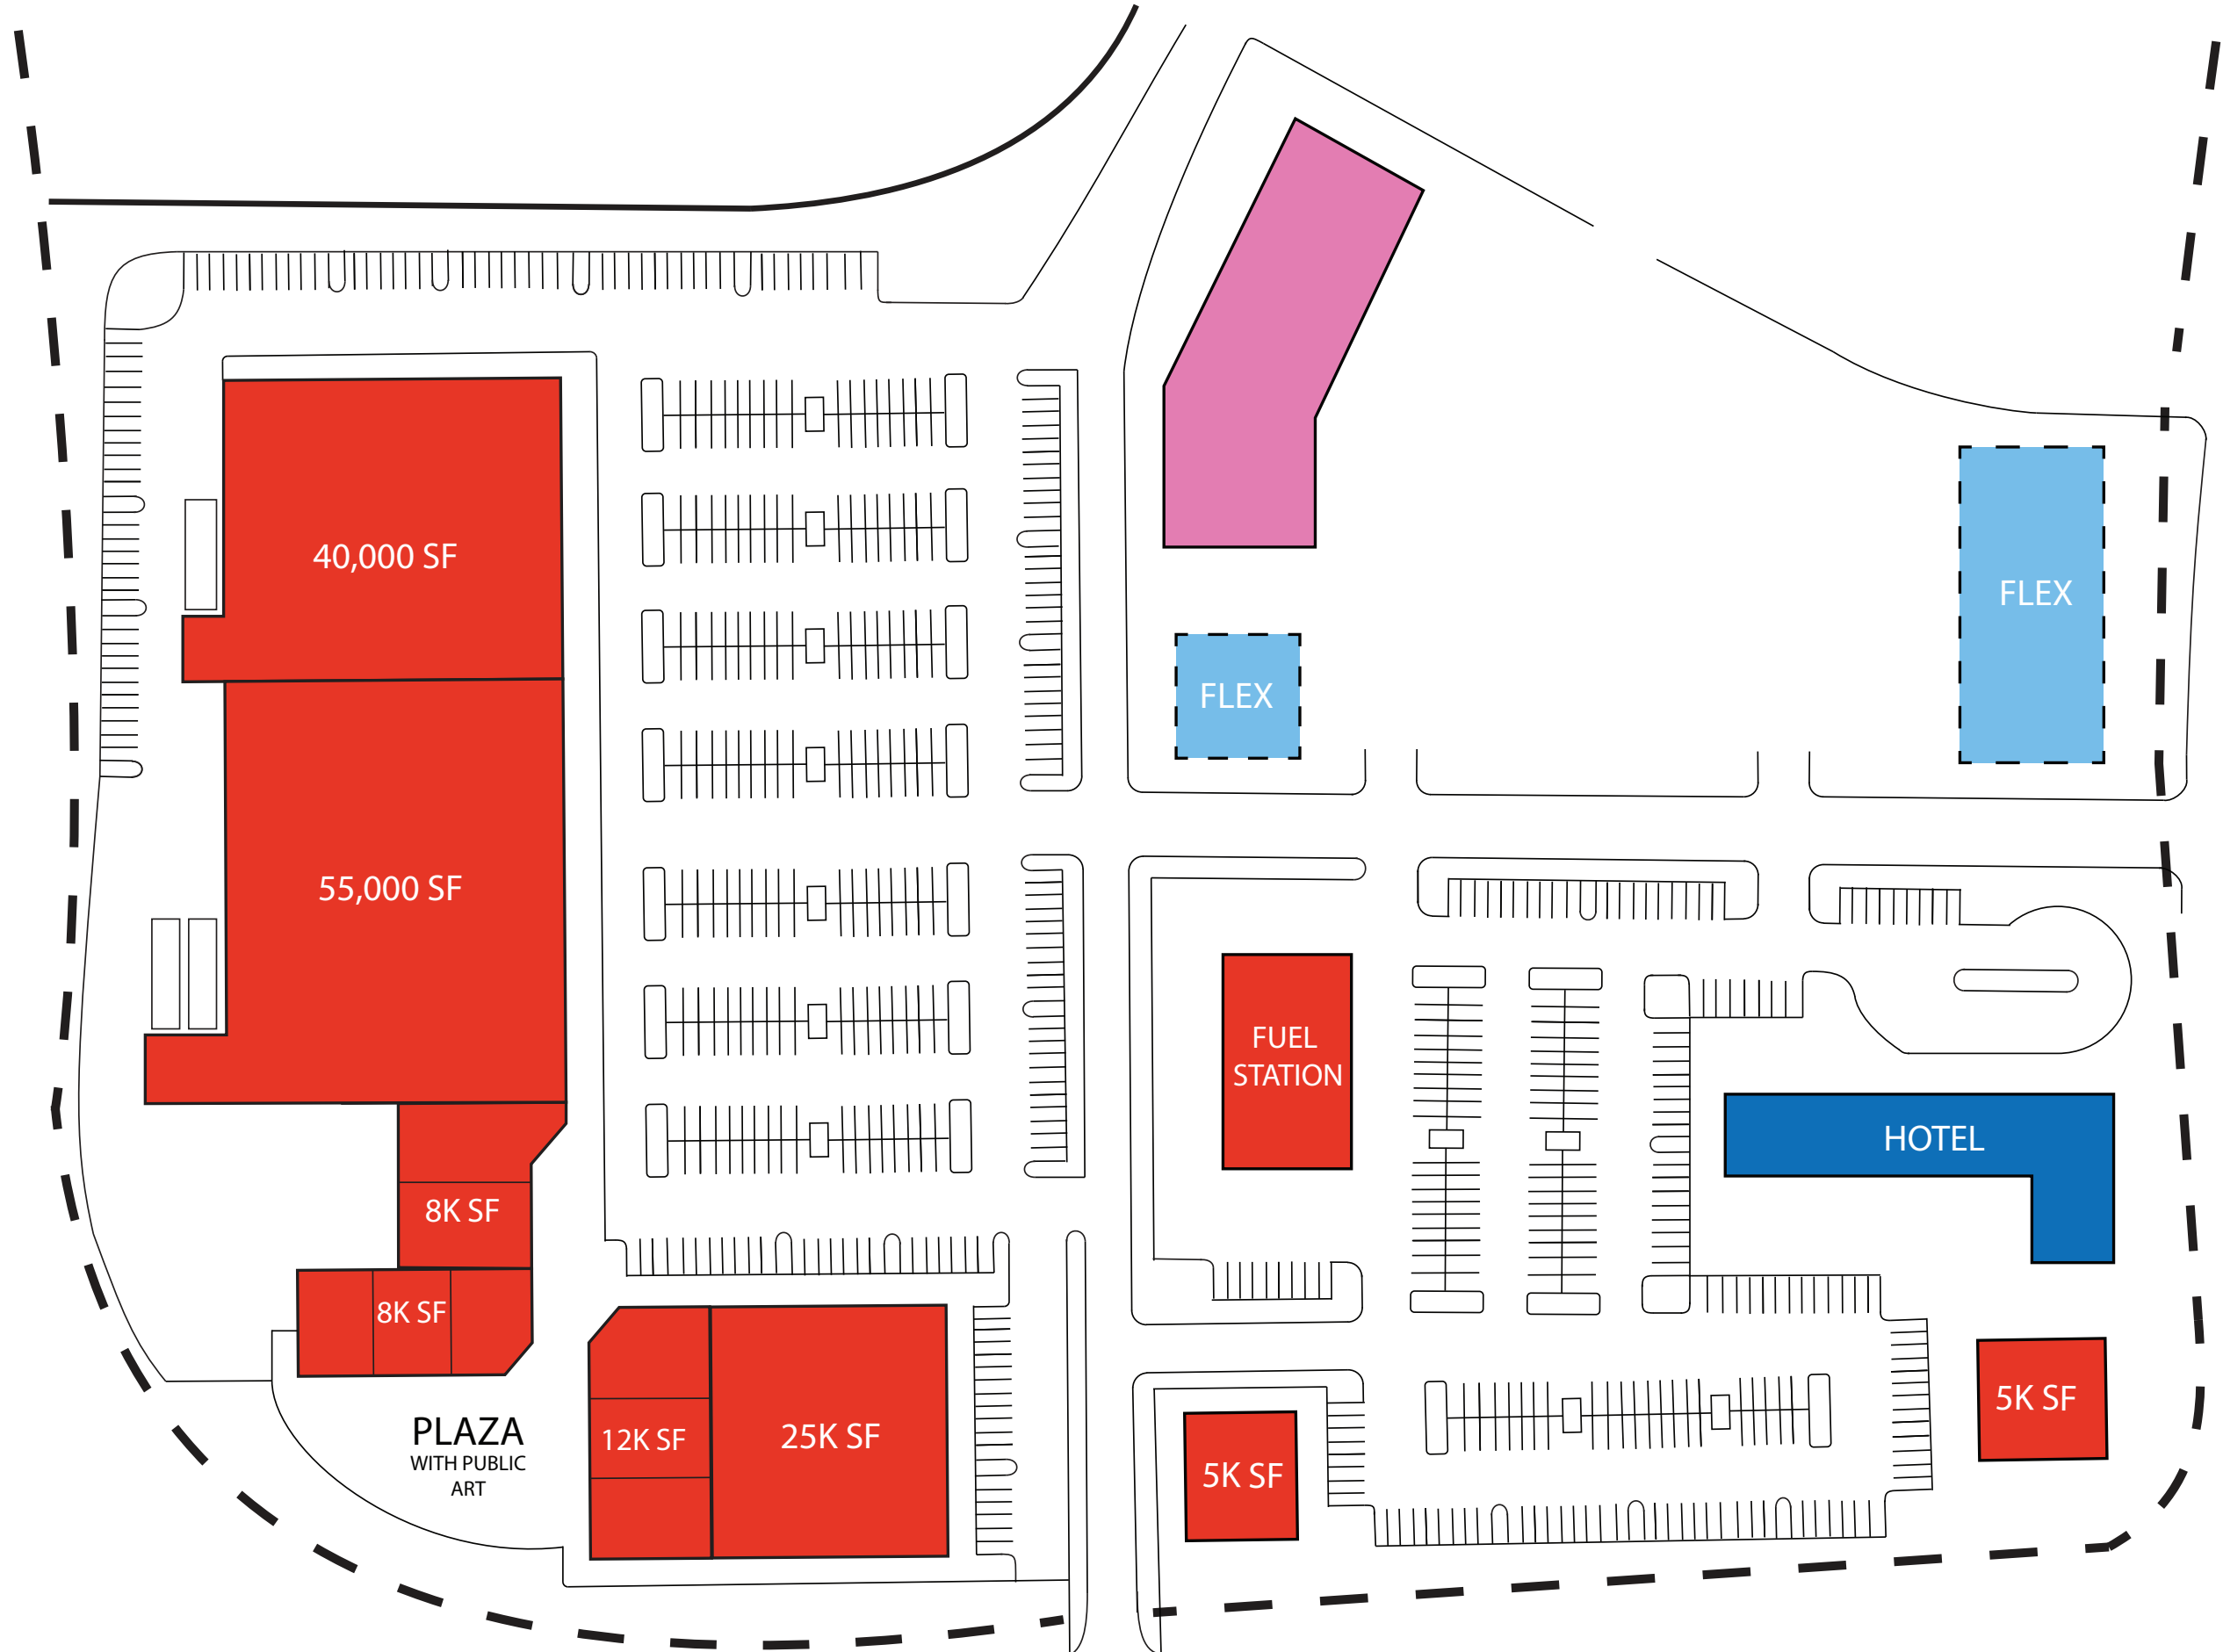 40,000 SF
FLEX
FLEX
55,000 SF
FUEL
STATION
HOTEL
8K SF
8K SF
PLAZA
WITH PUBLIC
ART
12K SF
25K SF
5K SF
5K SF